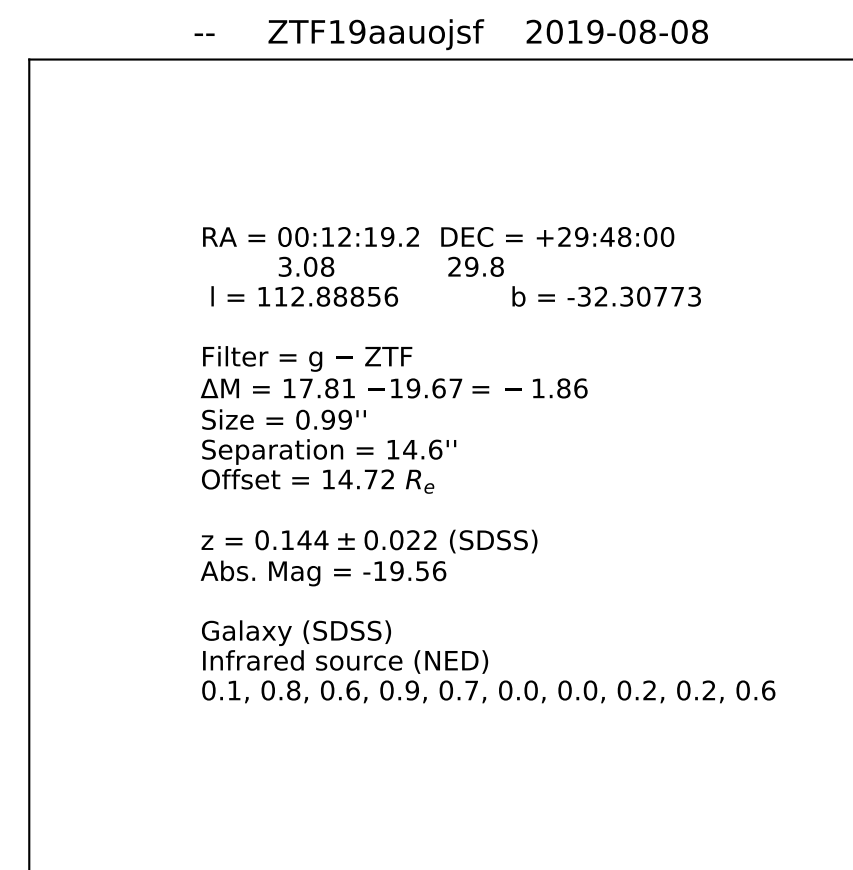 -- ZTF19aauojsf 2019-08-08
RA = 00:12:19.2 DEC = +29:48:00
3.08 29.8
l = 112.88856 b = -32.30773
Filter = g − ZTF
ΔM = 17.81 −19.67 = − 1.86
Size = 0.99''
Separation = 14.6''
Offset = 14.72 Re
z = 0.144 ± 0.022 (SDSS)
Abs. Mag = -19.56
Galaxy (SDSS)
Infrared source (NED)
0.1, 0.8, 0.6, 0.9, 0.7, 0.0, 0.0, 0.2, 0.2, 0.6